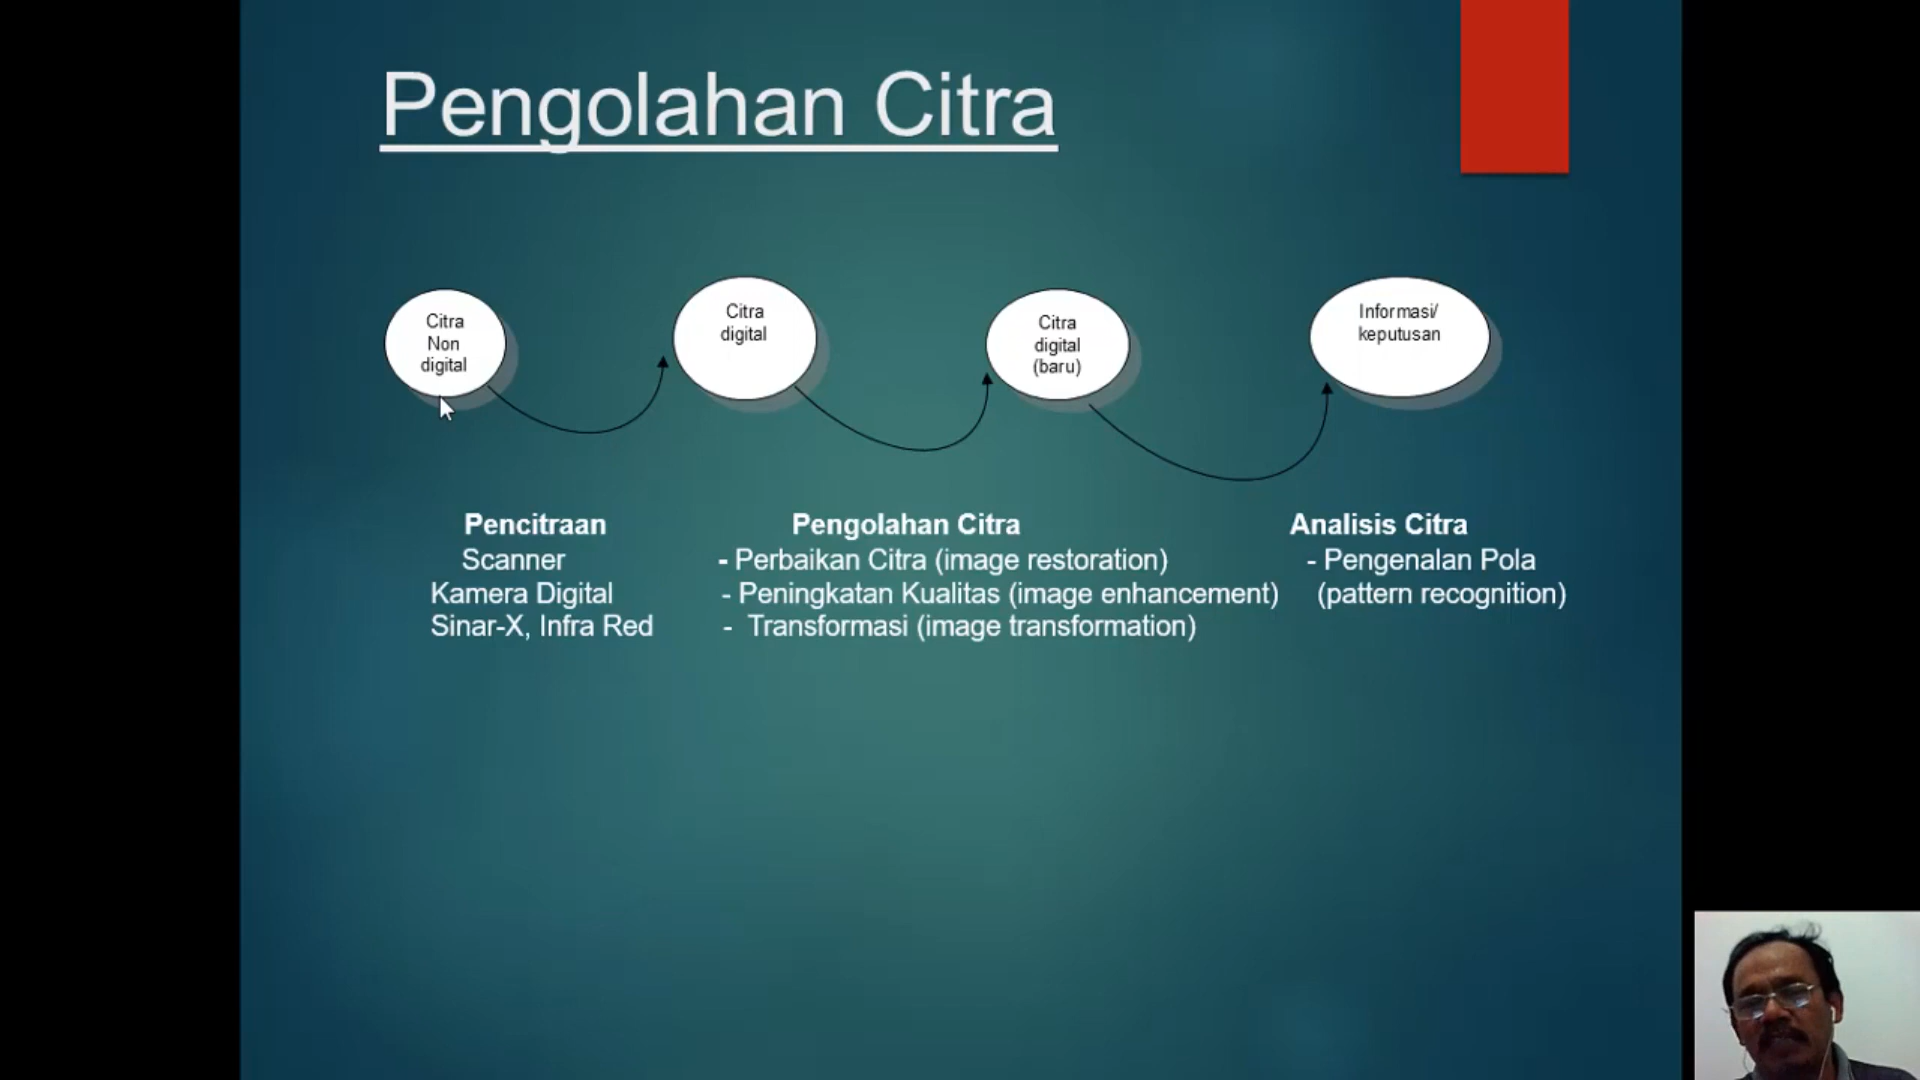 Pengolahan Citra
Citra
Non
digital
Citra
digital
Citra
digital
(baru)
Informasi/
keputusan
Pencitraan
Scanner
Kamera Digital
Sinar-X, Infra Red
Pengolahan Citra
- Perbaikan Citra (image restoration)
- Peningkatan Kualitas (image enhancement)
- Transformasi (image transformation)
Analisis Citra
- Pengenalan Pola
(pattern recognition)